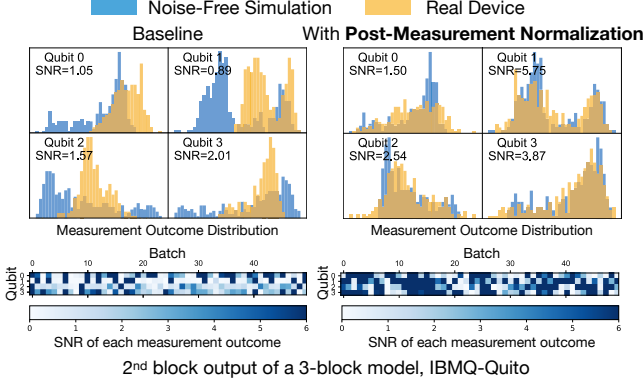 Noise-Free Simulation Real Device
Baseline
With Post-Measurement Normalization
Qubit 0
SNR=1.05
Qubit 1
SNR=0.89
Qubit 2
SNR=1.57
Qubit 3
SNR=2.01
Qubit 0
SNR=1.50
Qubit 1
SNR=5.75
Qubit 2
SNR=2.54
Qubit 3
SNR=3.87
Measurement Outcome Distribution
Measurement Outcome Distribution
Batch
0 10 20 30 40
Qubit
0
1
2
3
0 1 2 3 4 5 6
SNR of each measurement outcome
Batch
0 10 20 30 40
0
1
2
3
0 1 2 3 4 5 6
SNR of each measurement outcome
2nd block output of a 3-block model, IBMQ-Quito